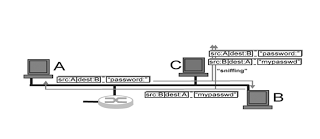 src:A|dest:B|, "password:"
src:B|dest:A|, "mypasswd"
A
C
"sniffing"
src:A|dest:B|, "password:"
src:B|dest:A|, "mypasswd"
B